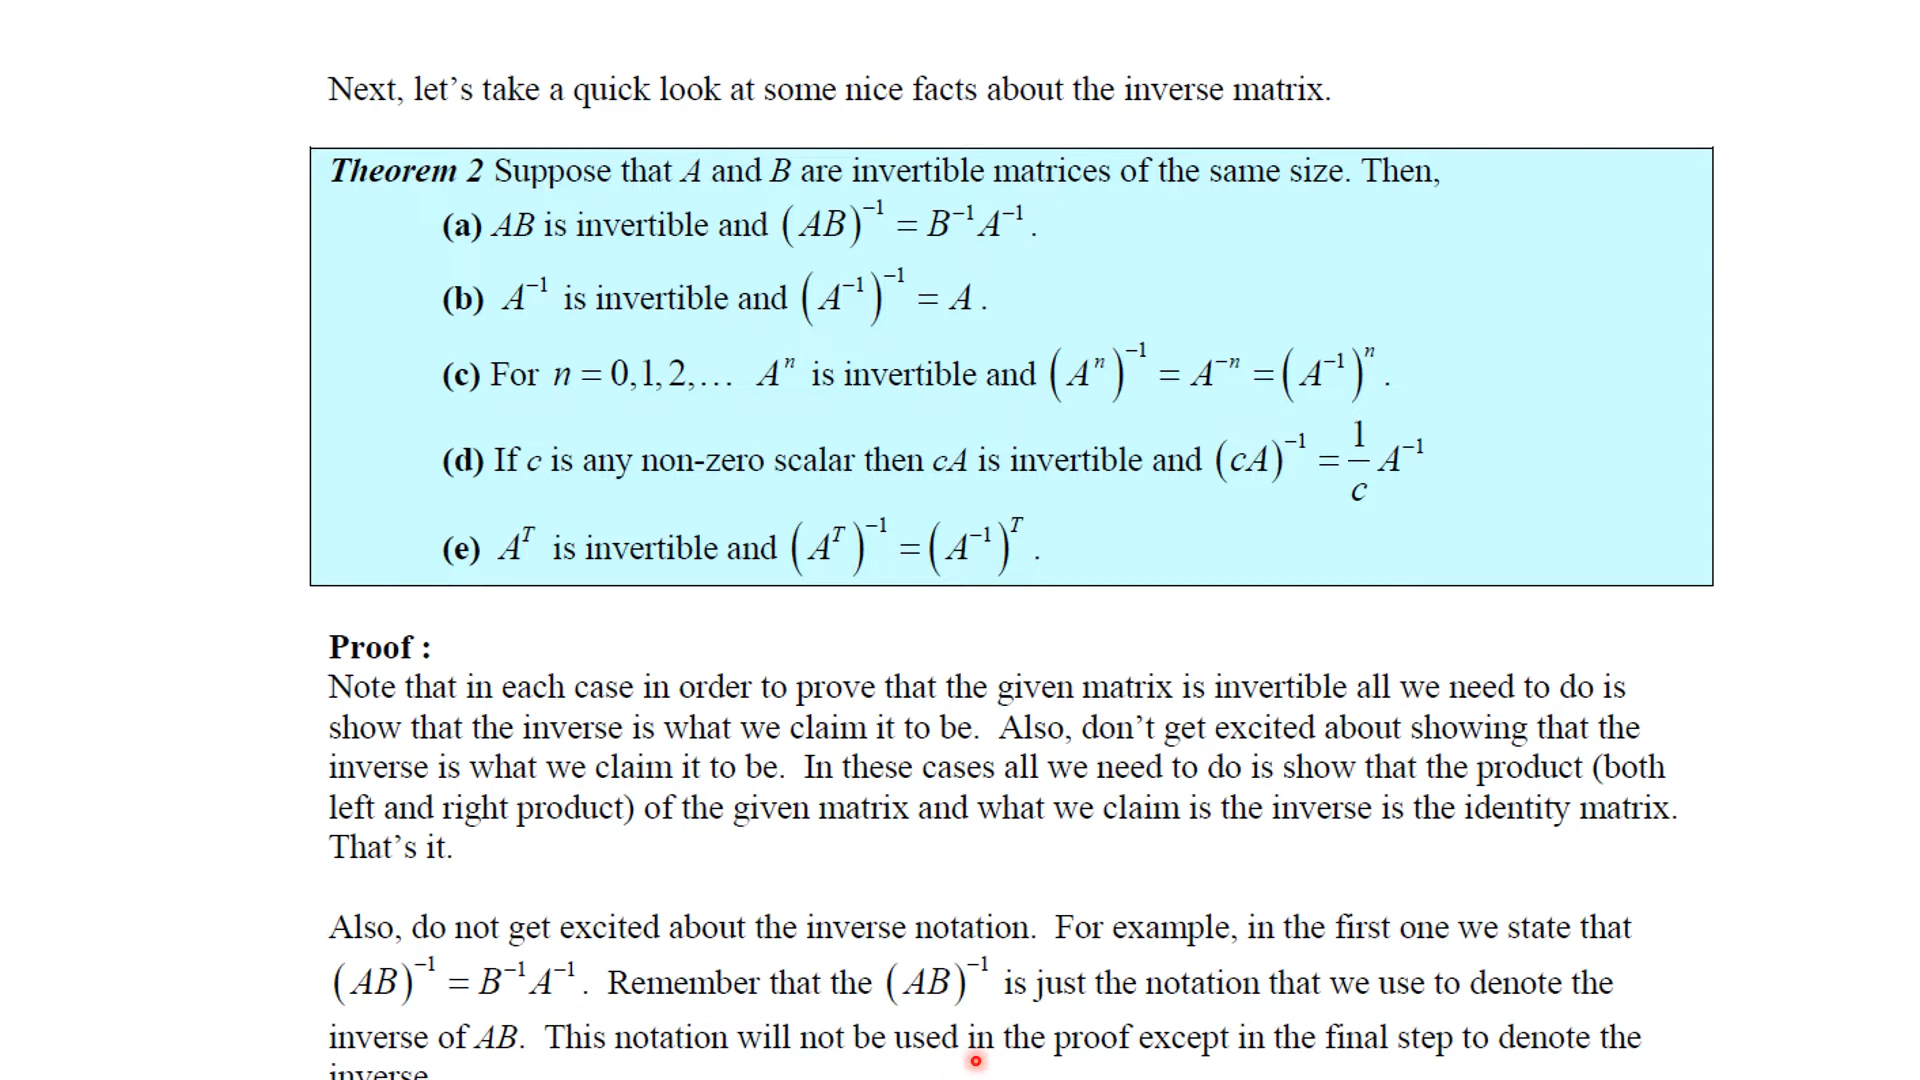 Next, let’s take a quick look at some nice facts about the inverse matrix.
Theorem 2 Suppose that A and B are invertible matrices of the same size. Then,
(a) AB is invertible and (AB)⁻¹ = B⁻¹A⁻¹.
(b) A⁻¹ is invertible and (A⁻¹)⁻¹ = A.
(c) For n = 0,1,2,… Aⁿ is invertible and (Aⁿ)⁻¹ = A⁻ⁿ = (A⁻¹)ⁿ.
(d) If c is any non-zero scalar then cA is invertible and (cA)⁻¹ = 1/c A⁻¹
(e) Aᵀ is invertible and (Aᵀ)⁻¹ = (A⁻¹)ᵀ.
Proof :
Note that in each case in order to prove that the given matrix is invertible all we need to do is
show that the inverse is what we claim it to be. Also, don’t get excited about showing that the
inverse is what we claim it to be. In these cases all we need to do is show that the product (both
left and right product) of the given matrix and what we claim is the inverse is the identity matrix.
That’s it.
Also, do not get excited about the inverse notation. For example, in the first one we state that
(AB)⁻¹ = B⁻¹A⁻¹. Remember that the (AB)⁻¹ is just the notation that we use to denote the
inverse of AB. This notation will not be used in the proof except in the final step to denote the
inverse.